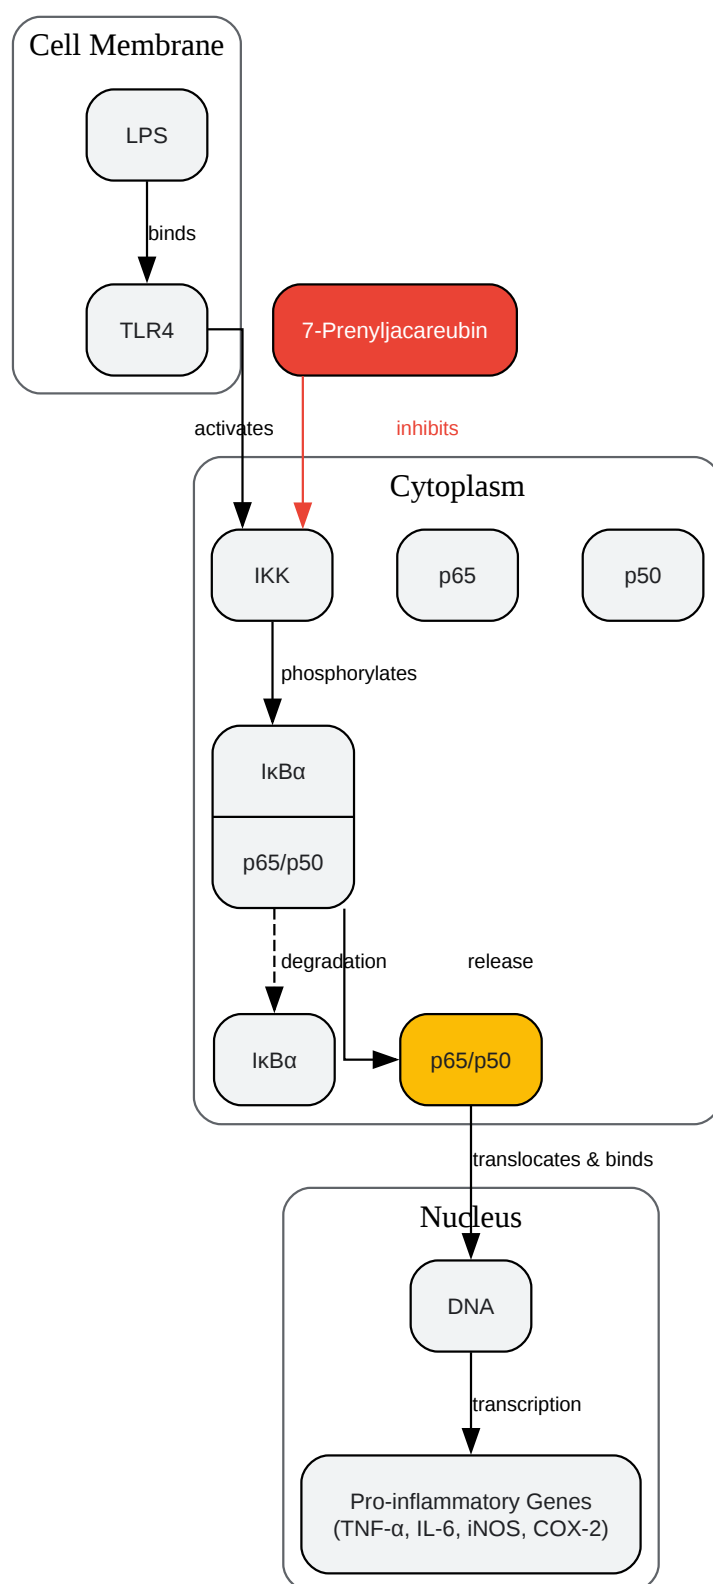 Cell Membrane
LPS
binds
TLR4
7-Prenyljacareubin
activates
inhibits
Cytoplasm
IKK
p65
p50
phosphorylates
IκBα
p65/p50
degradation
release
IκBα
p65/p50
translocates & binds
Nucleus
DNA
transcription
Pro-inflammatory Genes
(TNF-α, IL-6, iNOS, COX-2)